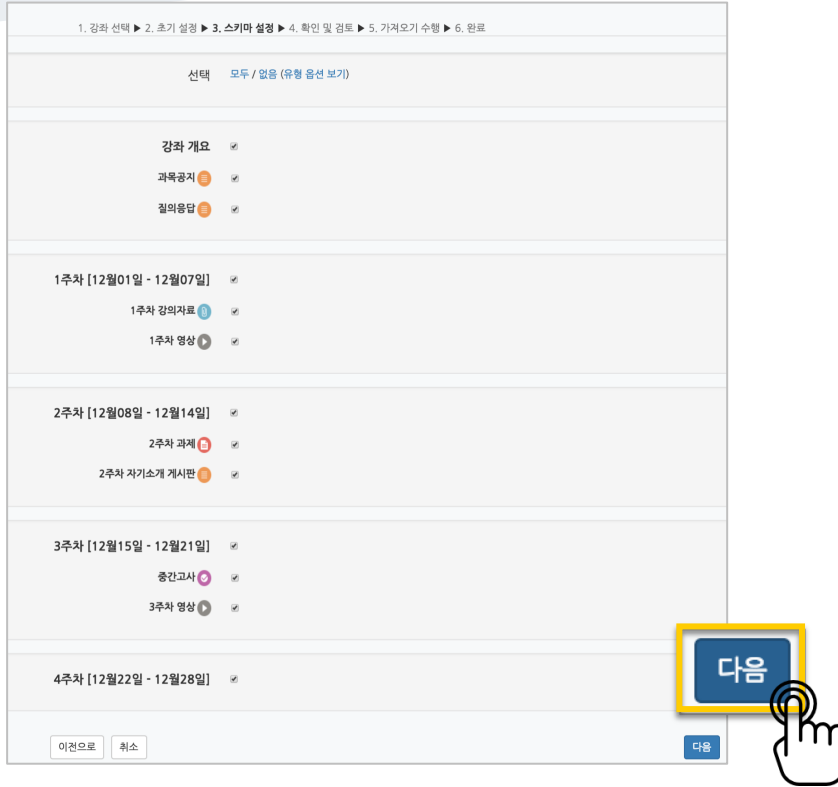 1. 강좌 선택 ▶ 2. 초기 설정 ▶ 3. 스키마 설정 ▶ 4. 확인 및 검토 ▶ 5. 가져오기 수행 ▶ 6. 완료
선택 모두 / 없음 (유형 옵션 보기)
강좌 개요
과목공지
질의응답
1주차 [12월01일 - 12월07일]
1주차 강의자료
1주차 영상
2주차 [12월08일 - 12월14일]
2주차 과제
2주차 자기소개 게시판
3주차 [12월15일 - 12월21일]
중간고사
3주차 영상
4주차 [12월22일 - 12월28일]
다음
이전으로 취소 다음